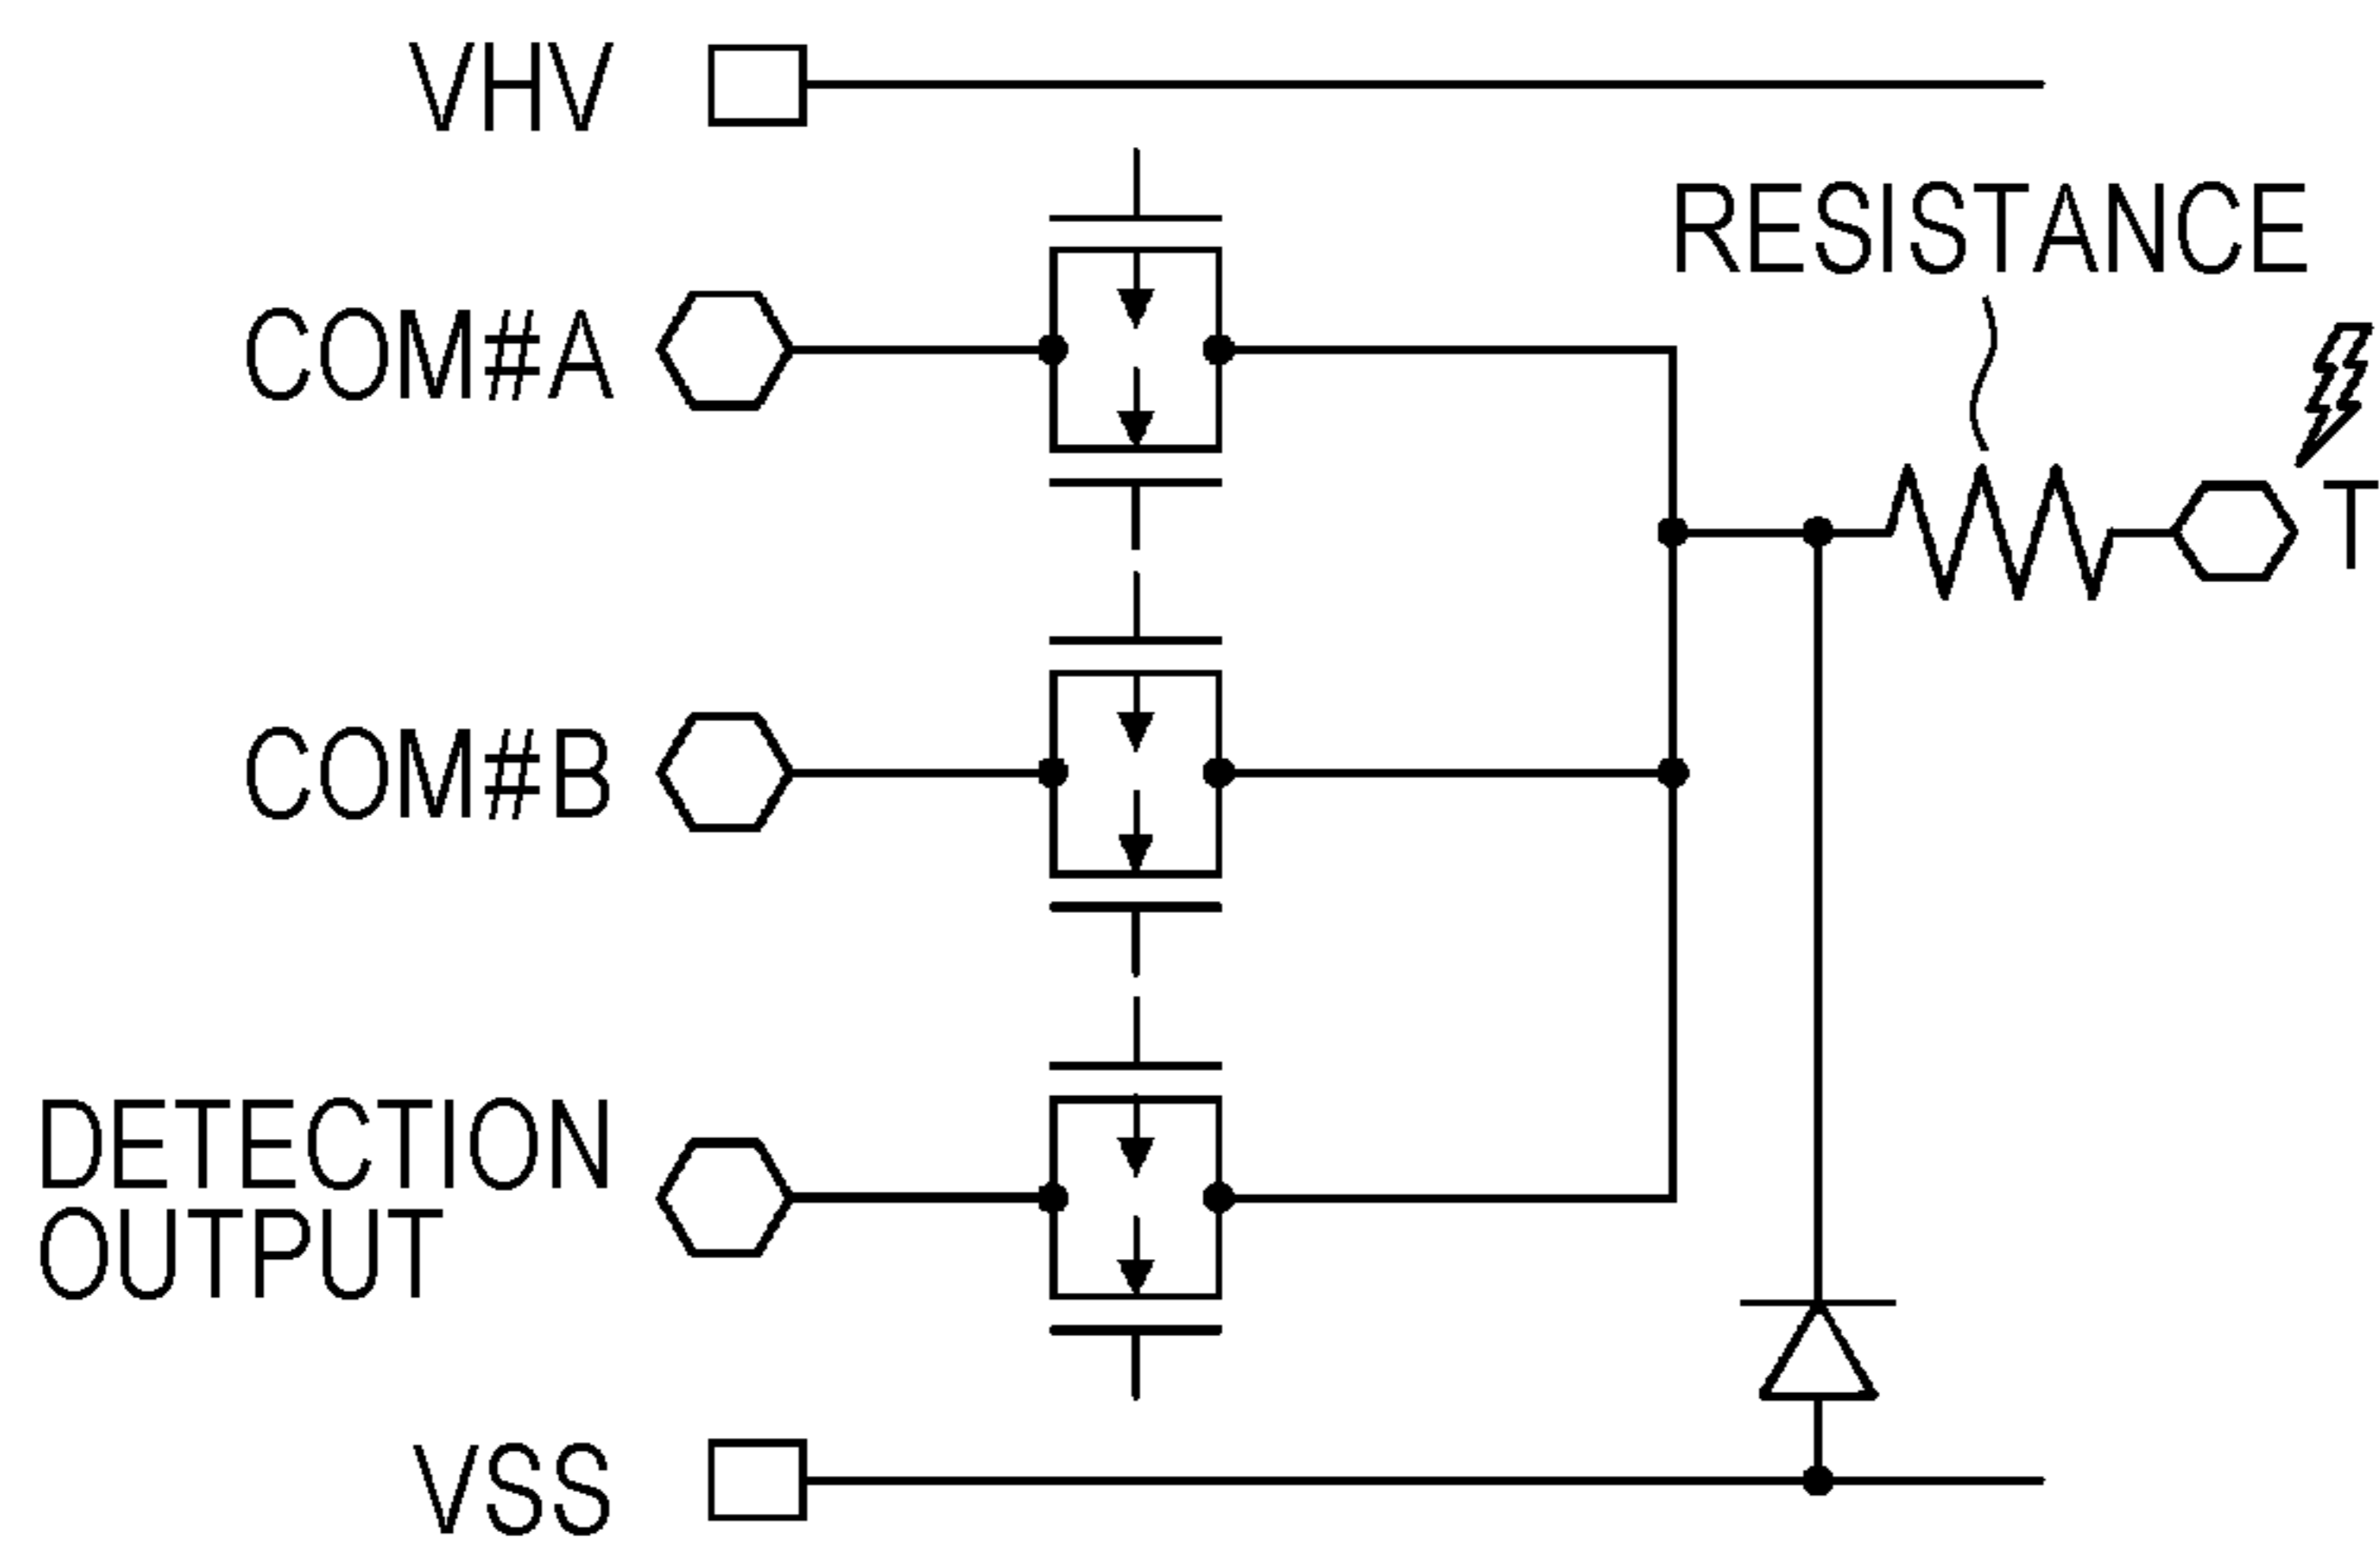 VHV
RESISTANCE
COM#A
T
COM#B
DETECTION
OUTPUT
VSS